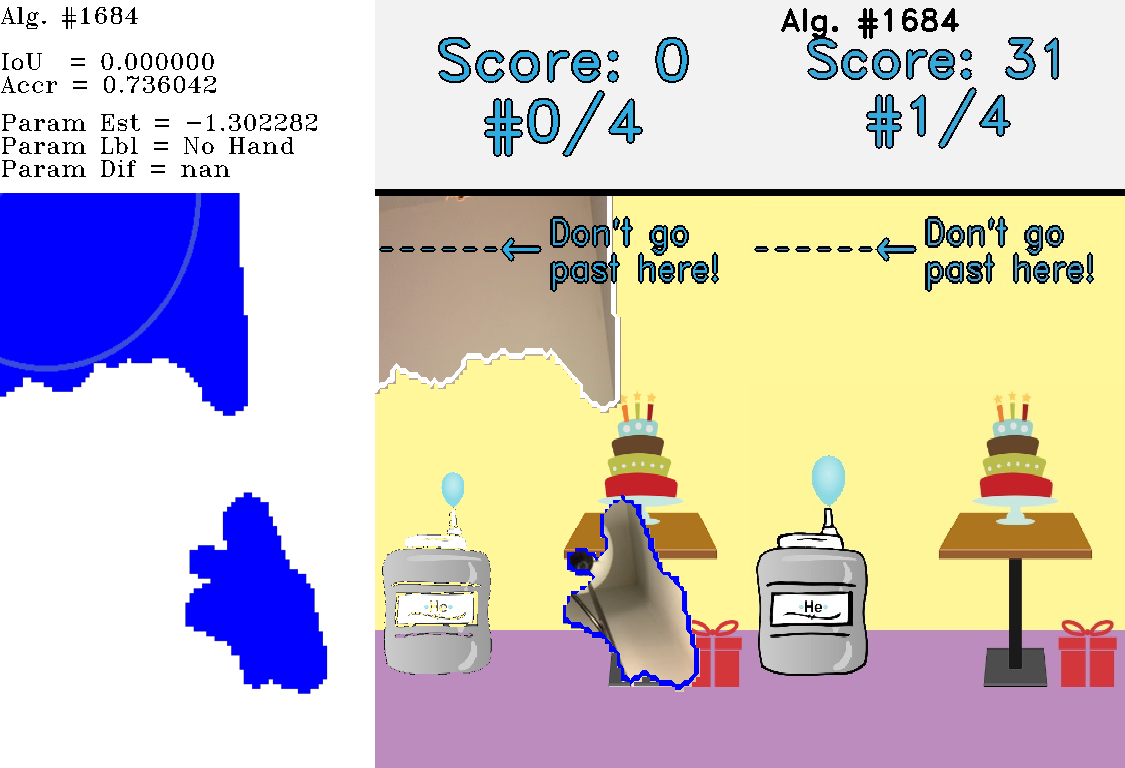 Alg. #1684
IoU = 0.000000
Accr = 0.736042
Param Est = -1.302282
Param Lbl = No Hand
Param Dif = nan
Score: 0
#0/4
Alg. #1684
Score: 31
#1/4
Don't go
past here!
Don't go
past here!
He
He